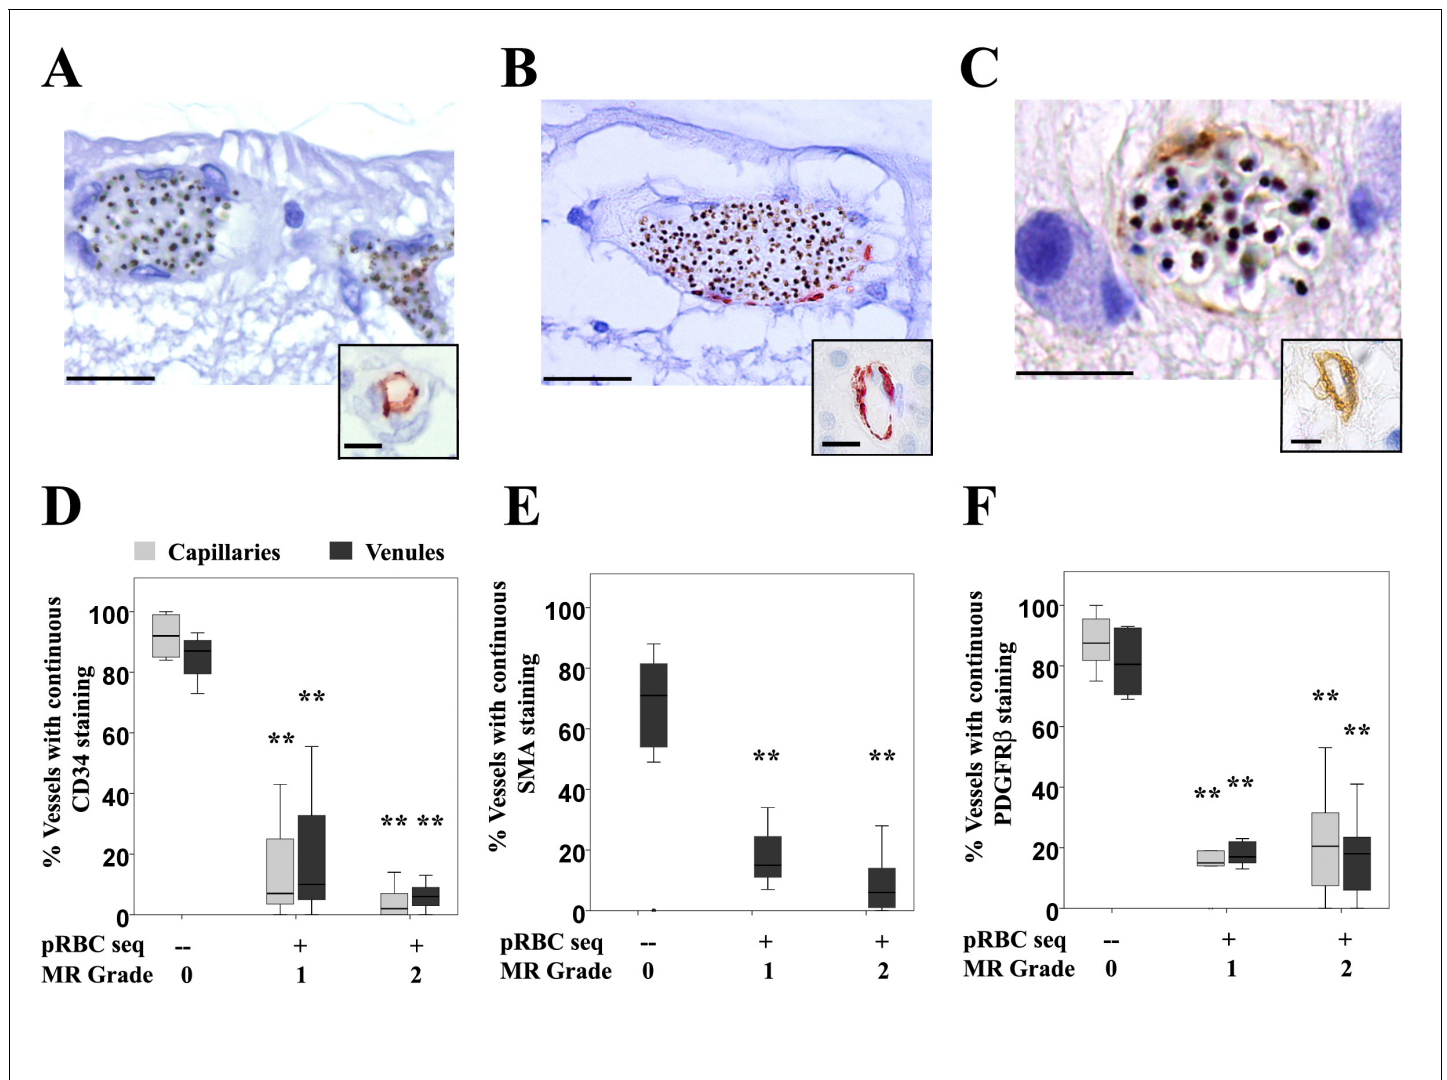 A
B
C
D
E
F
Capillaries
Venules
% Vessels with continuous
CD34 staining
100
80
60
40
20
0
**
**
**
**
pRBC seq
--
+
+
MR Grade
0
1
2
% Vessels with continuous
SMA staining
100
80
60
40
20
0
**
**
pRBC seq
--
+
+
MR Grade
0
1
2
% Vessels with continuous
PDGFRβ staining
100
80
60
40
20
0
**
**
**
**
pRBC seq
--
+
+
MR Grade
0
1
2